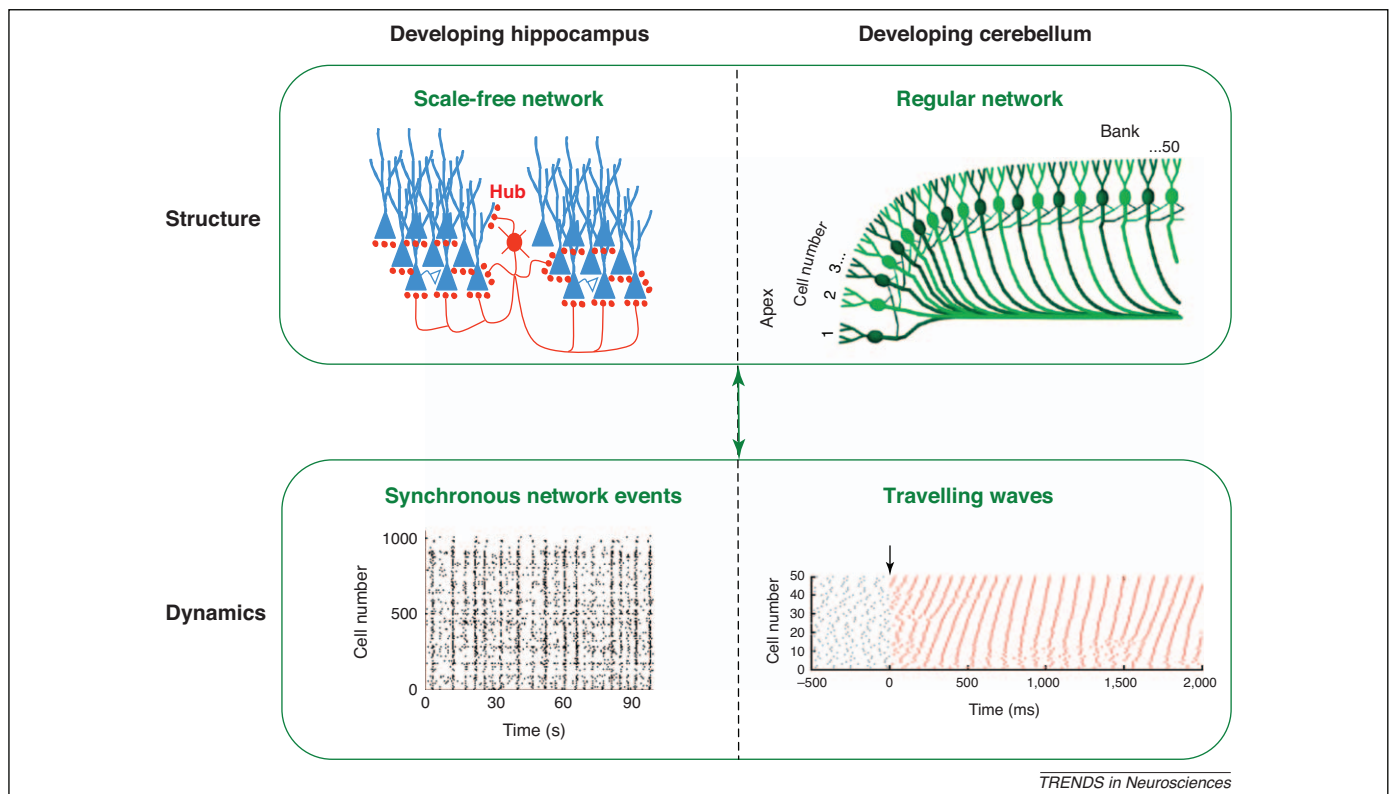 Developing hippocampus
Developing cerebellum
Structure
Scale-free network
Hub
Regular network
Bank
...50
Cell number
3...
2
1
Apex
Dynamics
Synchronous network events
1000
500
0
Cell number
0 30 60 90
Time (s)
Travelling waves
50
40
30
20
10
0
Cell number
–500 0 500 1,000 1,500 2,000
Time (ms)
TRENDS in Neurosciences